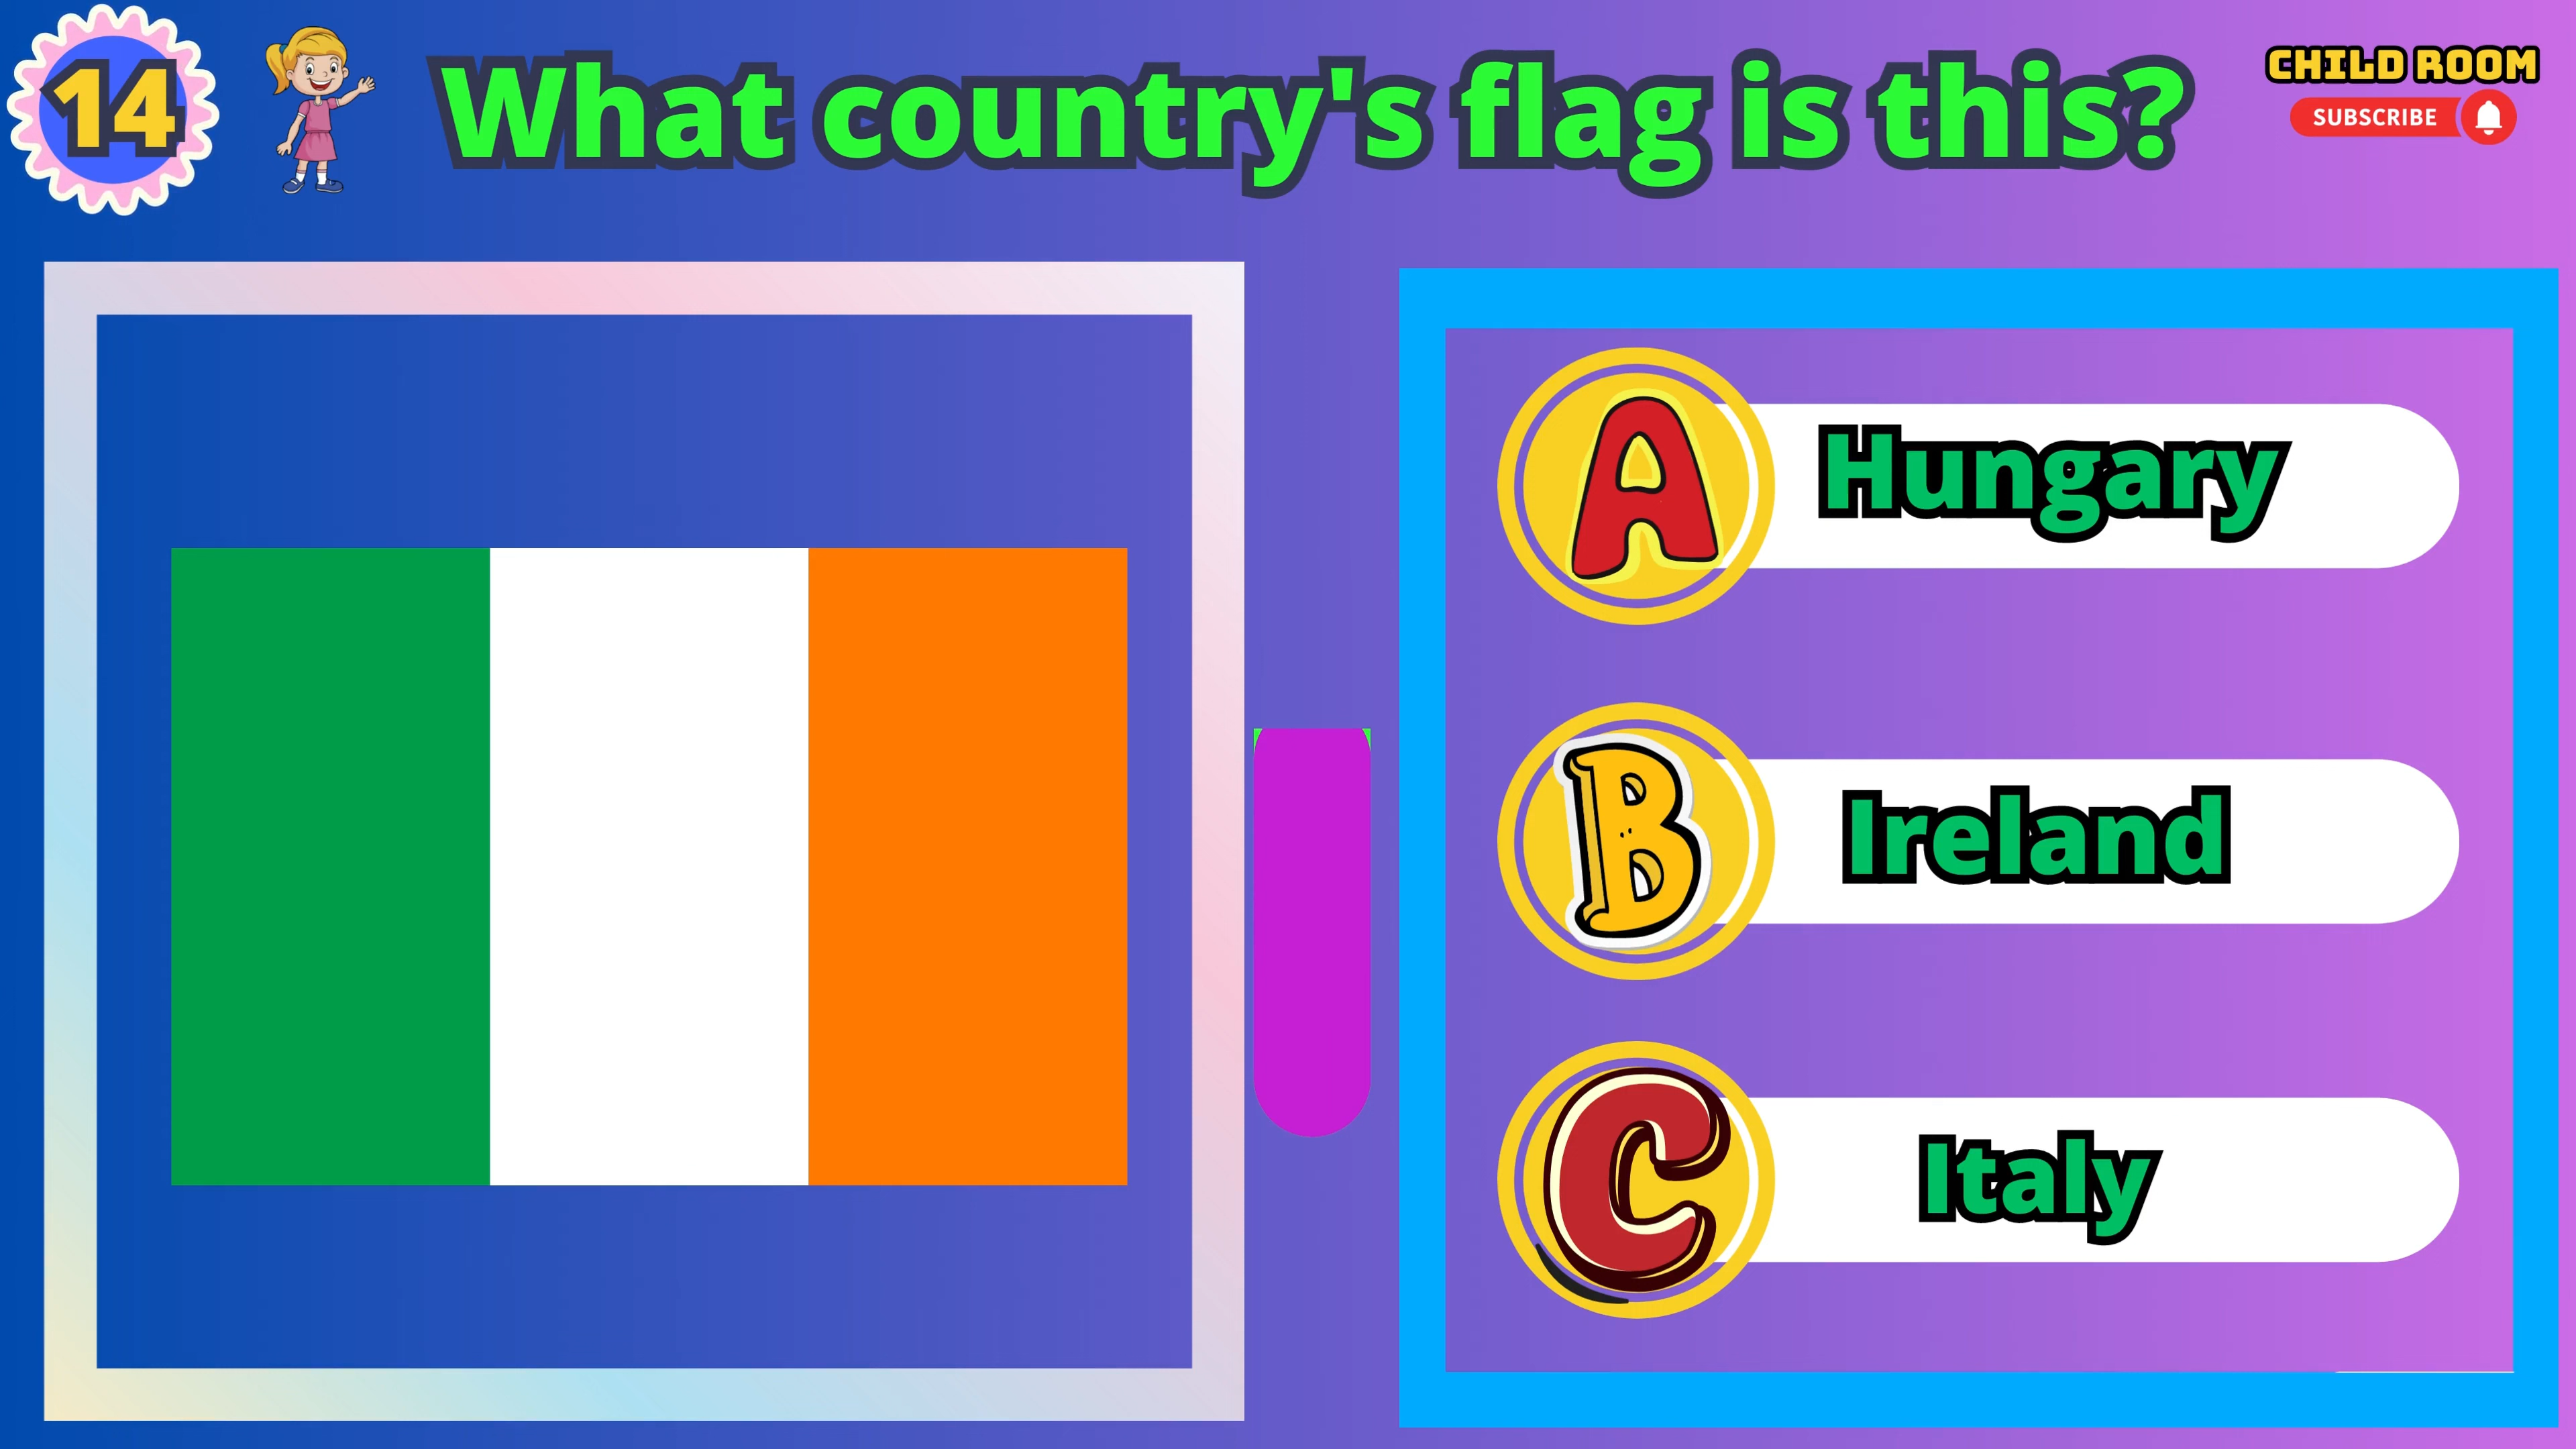 14
What country's flag is this?
CHILD ROOM
SUBSCRIBE
A
Hungary
B
Ireland
C
Italy